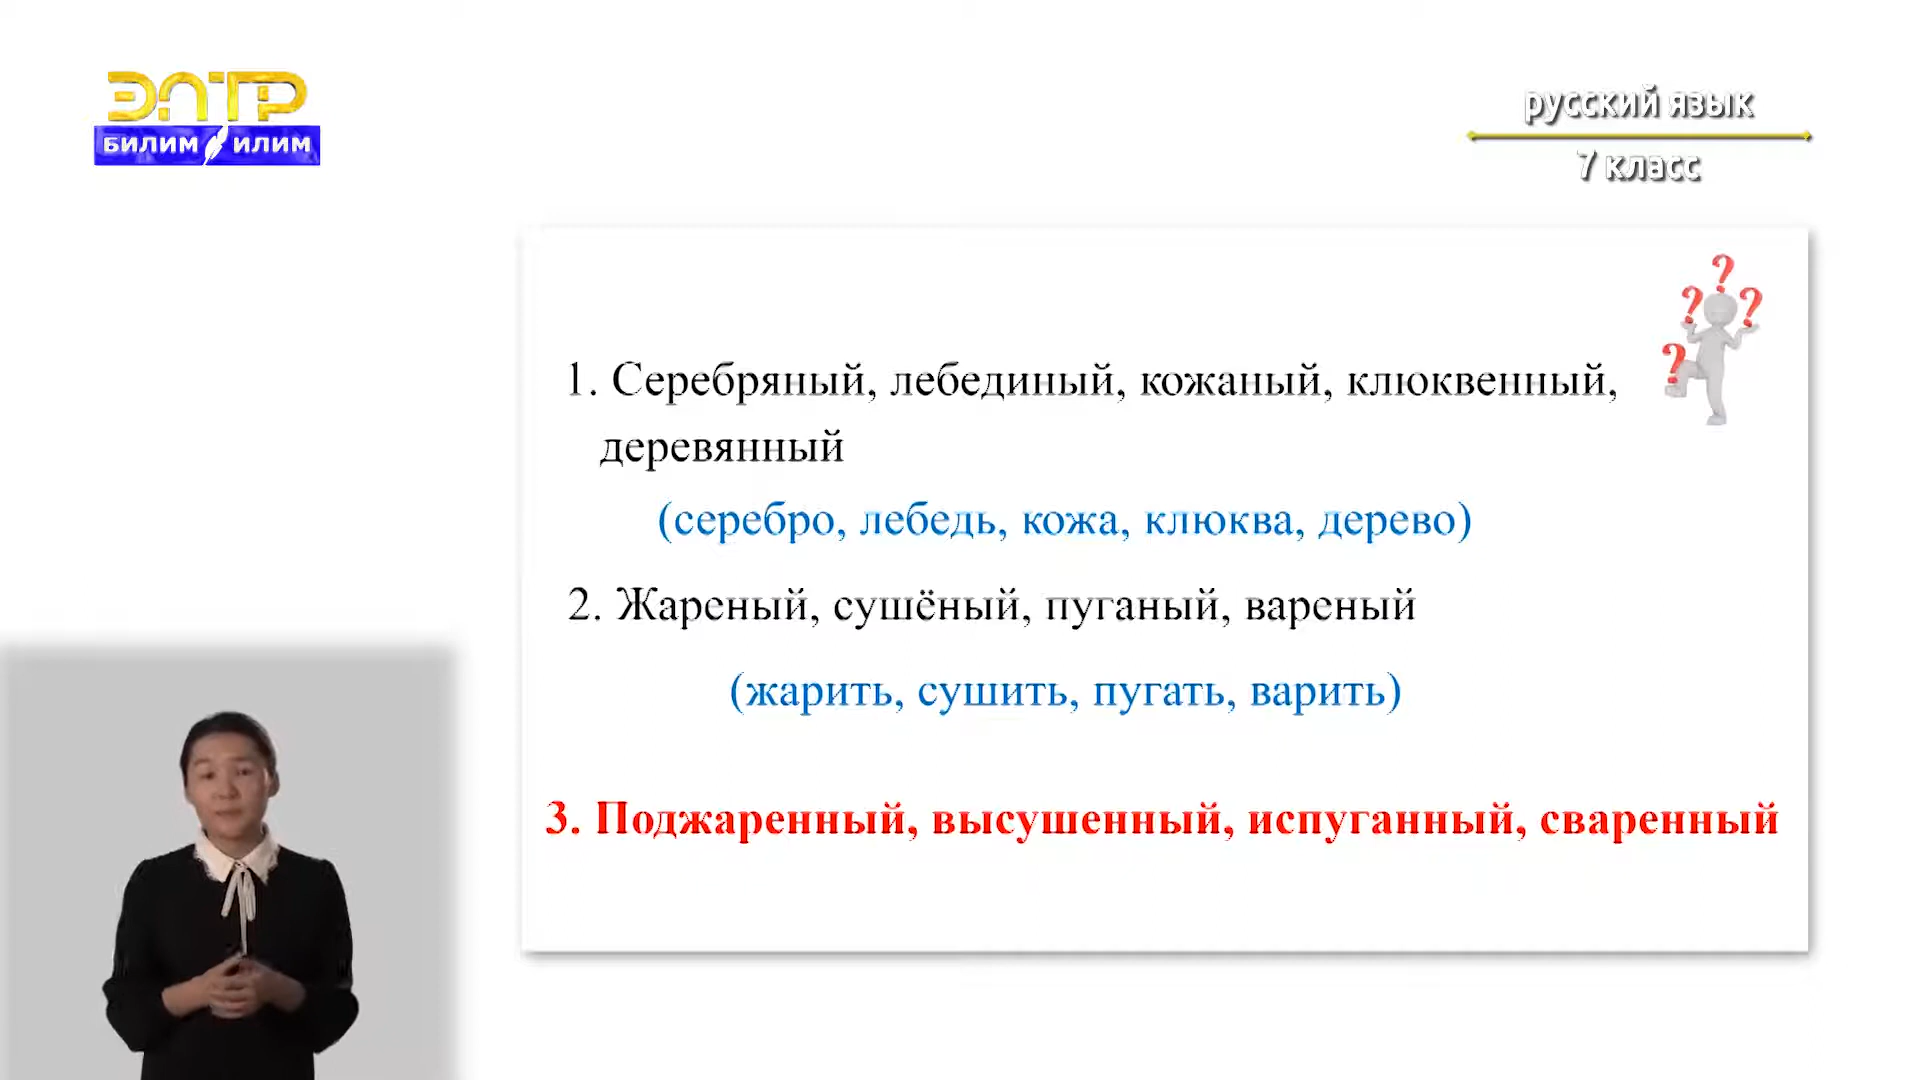 ЭЛТР
БИЛИМ ИЛИМ
русский язык
7 класс
1. Серебряный, лебединый, кожаный, клюквенный,
деревянный
(серебро, лебедь, кожа, клюква, дерево)
2. Жареный, сушёный, пуганый, вареный
(жарить, сушить, пугать, варить)
3. Поджаренный, высушенный, испуганный, сваренный